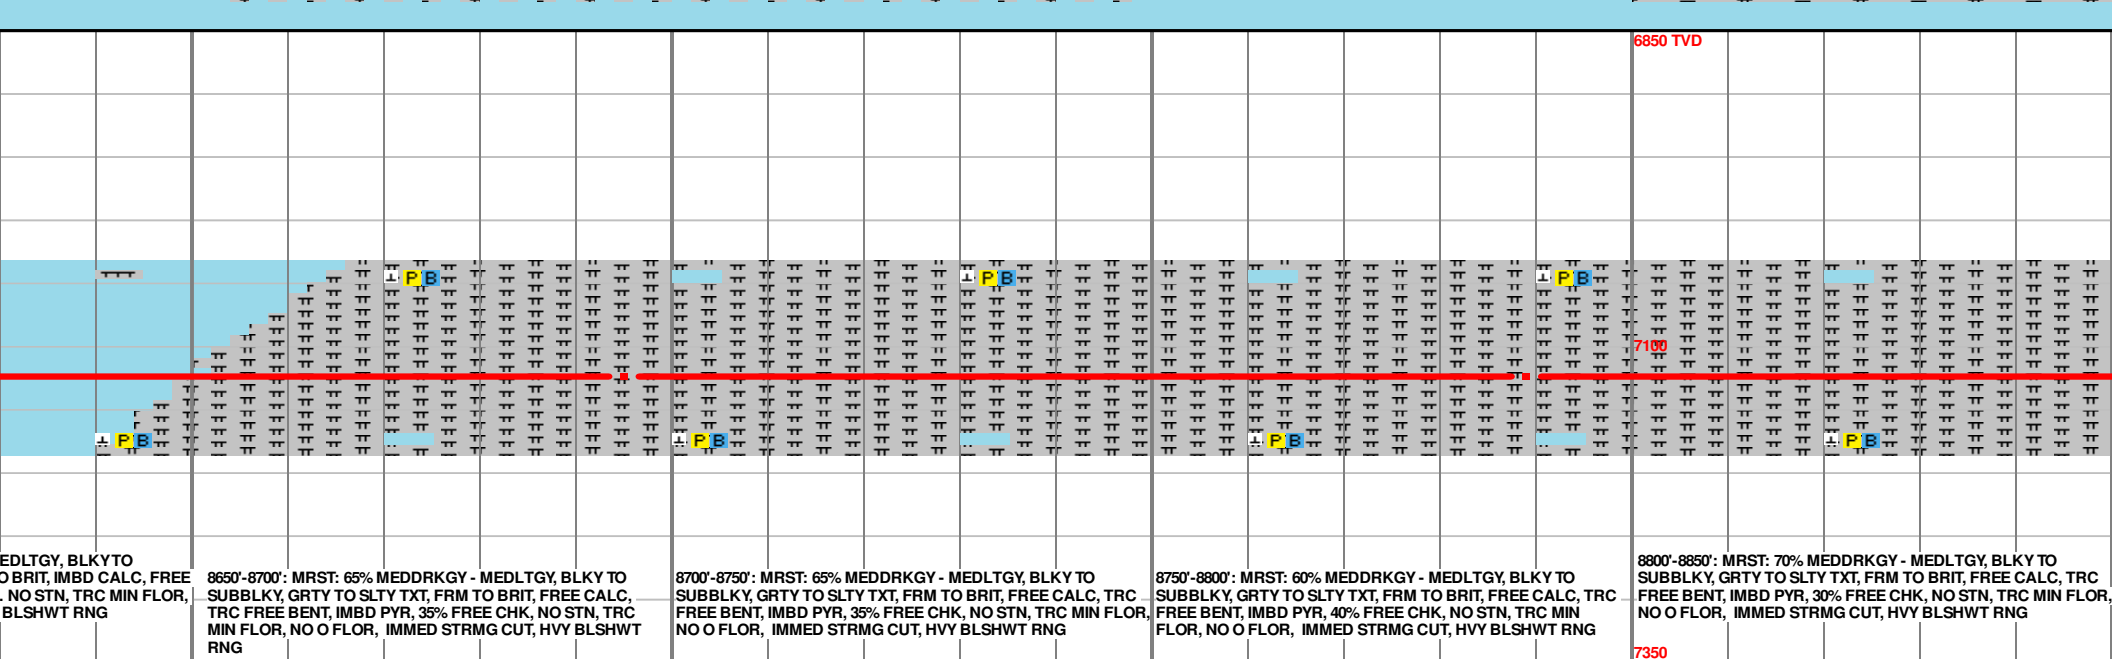 6850 TVD
P B
P B
P B
7100
P B
P B
P B
P B
EDLTGY, BLKY TO
O BRIT, IMBD CALC, FREE
NO STN, TRC MIN FLOR,
BLSHWT RNG
8650'-8700': MRST: 65% MEDDRKGY - MEDLTGY, BLKY TO
SUBBLKY, GRTY TO SLTY TXT, FRM TO BRIT, FREE CALC,
TRC FREE BENT, IMBD PYR, 35% FREE CHK, NO STN, TRC
MIN FLOR, NO O FLOR, IMMED STRMG CUT, HVY BLSHWT
RNG
8700'-8750': MRST: 65% MEDDRKGY - MEDLTGY, BLKY TO
SUBBLKY, GRTY TO SLTY TXT, FRM TO BRIT, FREE CALC, TRC
FREE BENT, IMBD PYR, 35% FREE CHK, NO STN, TRC MIN FLOR,
NO O FLOR, IMMED STRMG CUT, HVY BLSHWT RNG
8750'-8800': MRST: 60% MEDDRKGY - MEDLTGY, BLKY TO
SUBBLKY, GRTY TO SLTY TXT, FRM TO BRIT, FREE CALC, TRC
FREE BENT, IMBD PYR, 40% FREE CHK, NO STN, TRC MIN
FLOR, NO O FLOR, IMMED STRMG CUT, HVY BLSHWT RNG
8800'-8850': MRST: 70% MEDDRKGY - MEDLTGY, BLKY TO
SUBBLKY, GRTY TO SLTY TXT, FRM TO BRIT, FREE CALC, TRC
FREE BENT, IMBD PYR, 30% FREE CHK, NO STN, TRC MIN FLOR,
NO O FLOR, IMMED STRMG CUT, HVY BLSHWT RNG
7350